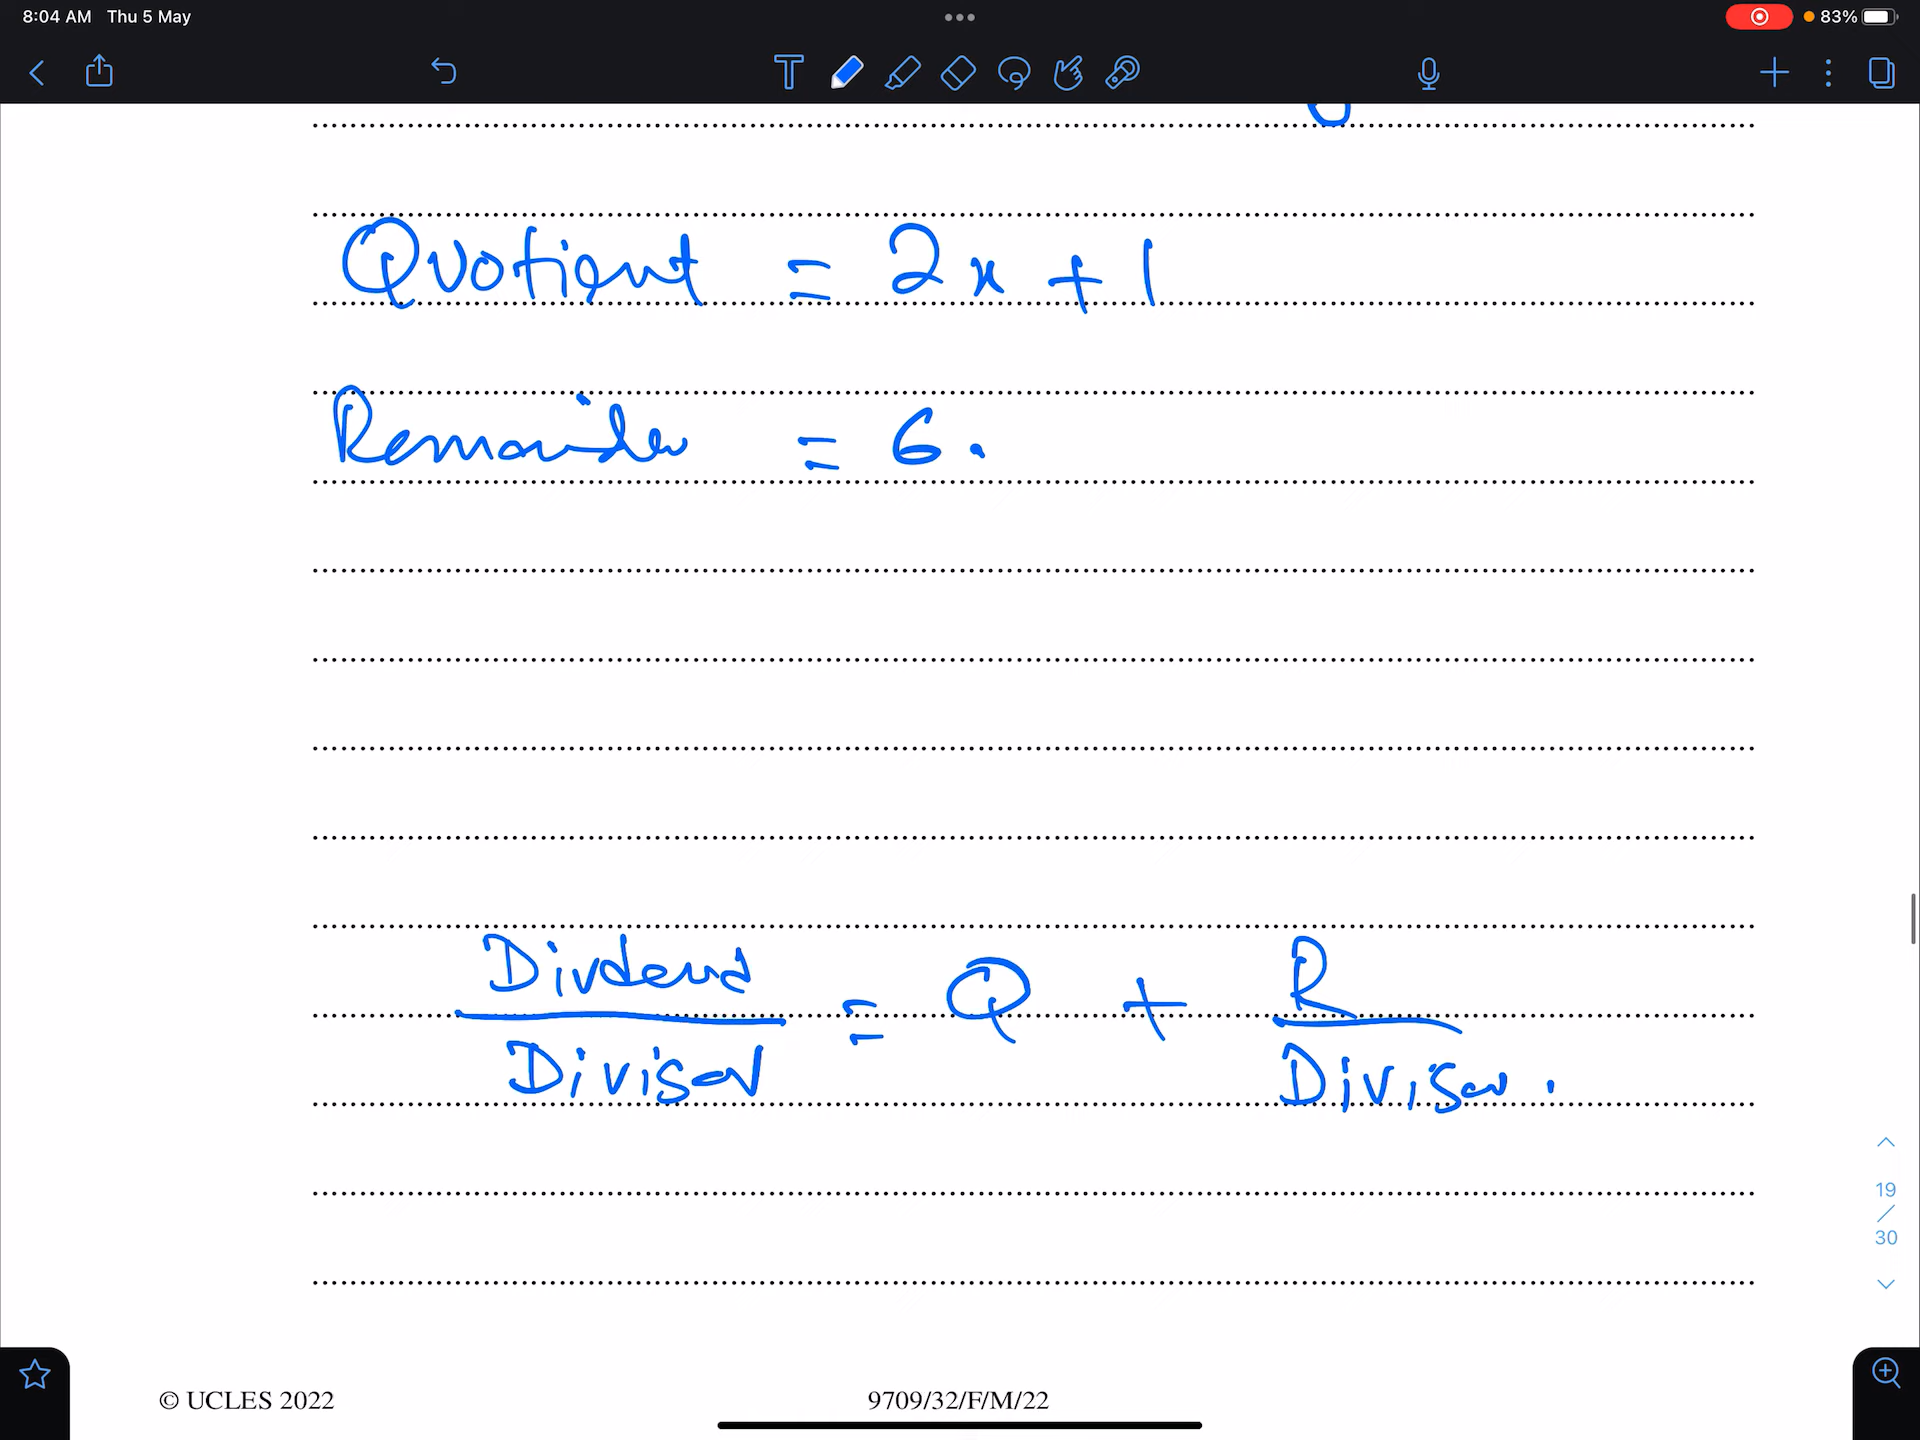 8:04 AM Thu 5 May
83%
Quotient = 2x + 1
Remainder = 6.
Dividend / Divisor = Q + R / Divisor.
19
/
30
© UCLES 2022
9709/32/F/M/22